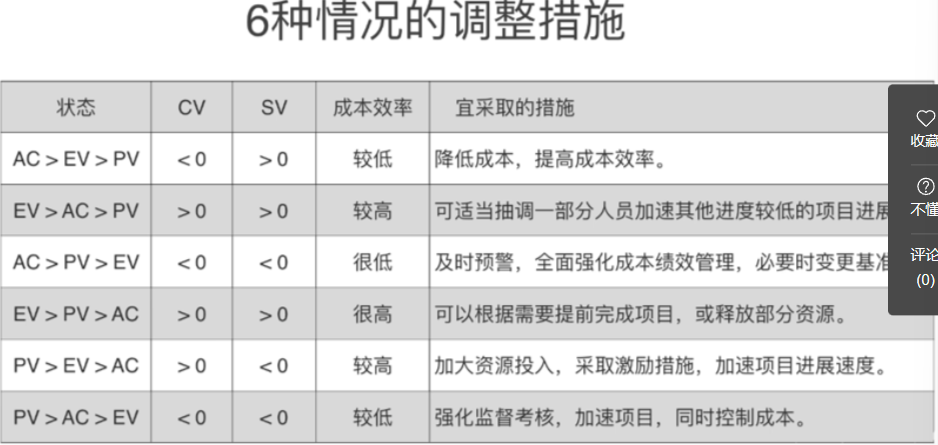 6种情况的调整措施
状态 CV SV 成本效率 宜采取的措施
AC > EV > PV < 0 > 0 较低 降低成本，提高成本效率。
EV > AC > PV > 0 > 0 较高 可适当抽调一部分人员加速其他进度较低的项目进展
AC > PV > EV < 0 < 0 很低 及时预警，全面强化成本绩效管理，必要时变更基准
EV > PV > AC > 0 > 0 很高 可以根据需要提前完成项目，或释放部分资源。
PV > EV > AC > 0 < 0 较高 加大资源投入，采取激励措施，加速项目进展速度。
PV > AC > EV < 0 < 0 较低 强化监督考核，加速项目，同时控制成本。
收藏
不懂
评论
(0)